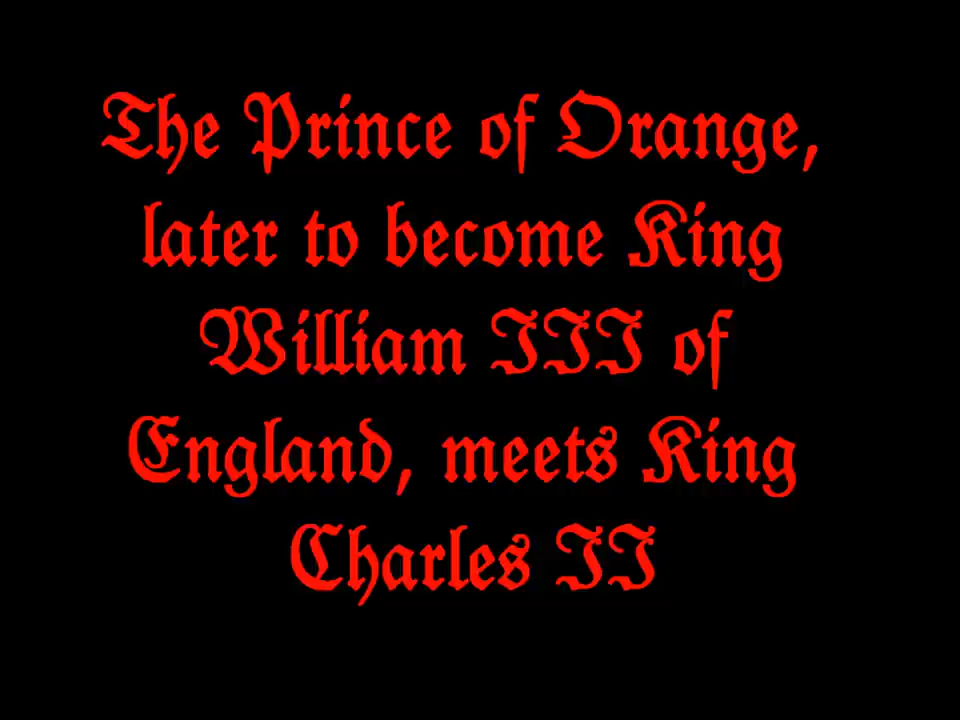 The Prince of Orange,
later to become King
William III of
England, meets King
Charles II